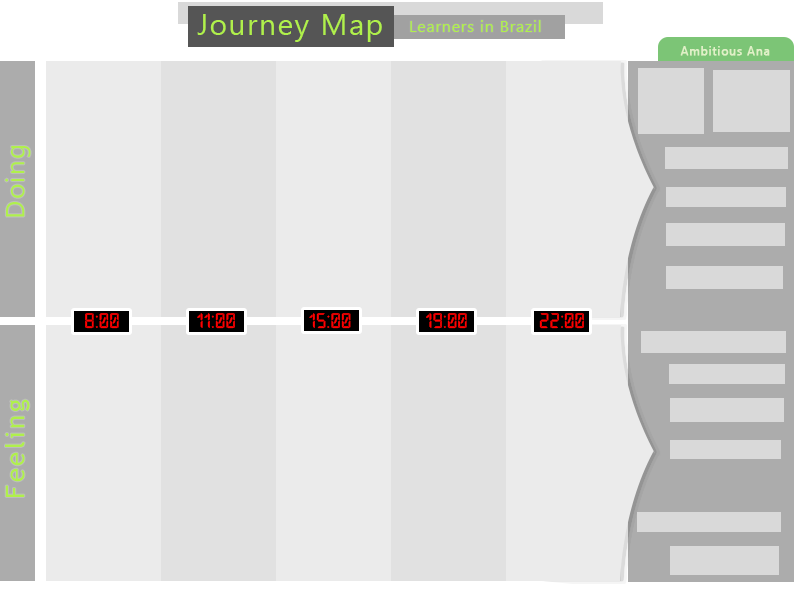 Journey Map
Learners in Brazil
Ambitious Ana
Doing
8:00
11:00
15:00
19:00
22:00
Feeling